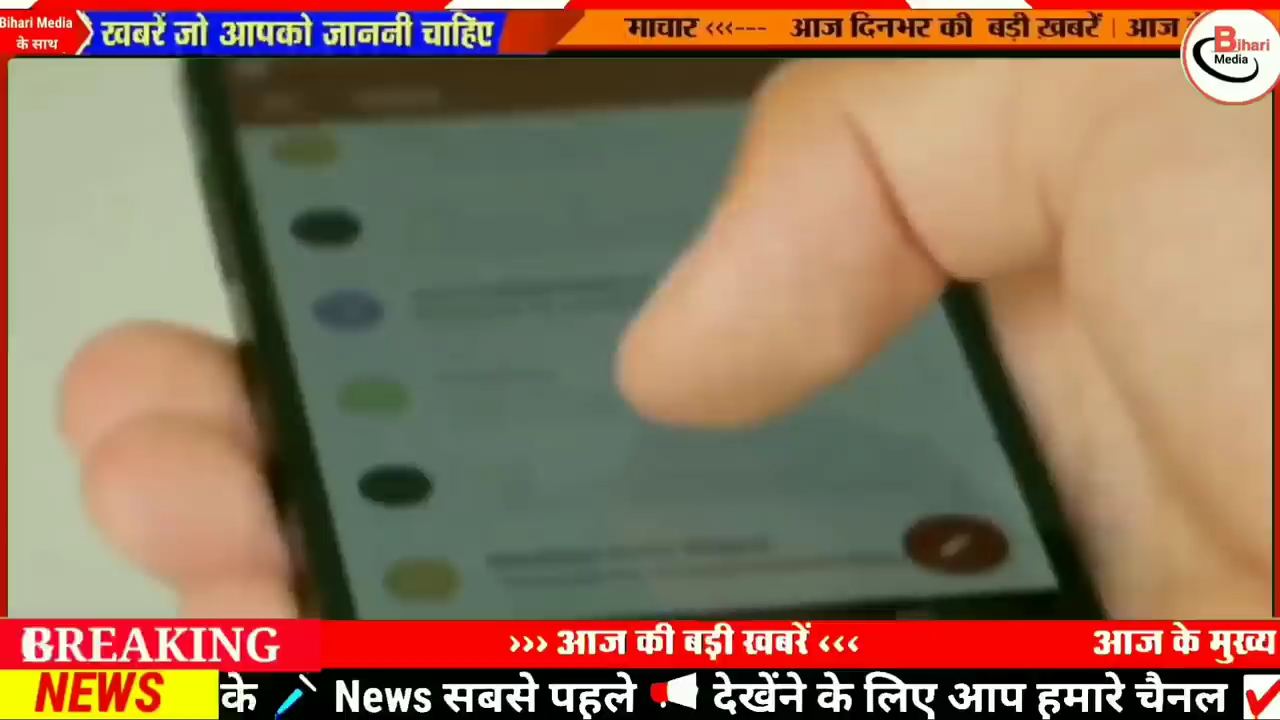 Bihari Media
के साथ
खबरें जो आपको जाननी चाहिए
माचार <<<--- आज दिनभर की बड़ी ख़बरें | आज
Bihari
Media
BREAKING
NEWS
>>> आज की बड़ी खबरें <<< आज के मुख्य
के News सबसे पहले देखेंने के लिए आप हमारे चैनल